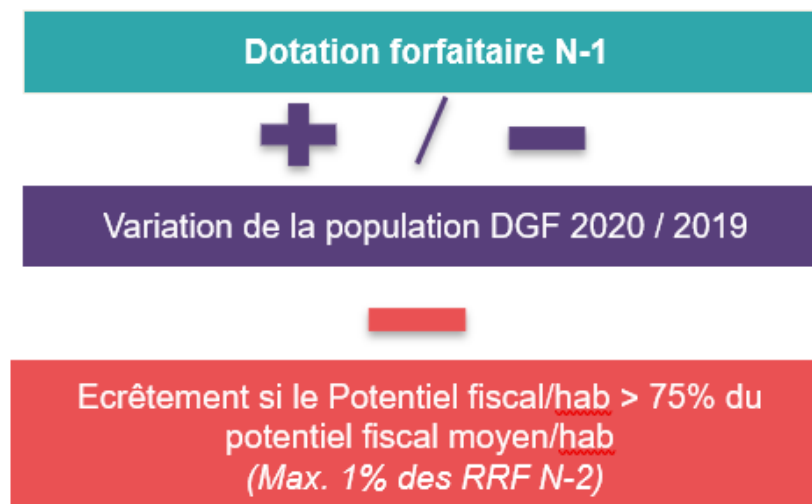 Dotation forfaitaire N-1
+ / -
Variation de la population DGF 2020 / 2019
-
Ecrêtement si le Potentiel fiscal/hab > 75% du
potentiel fiscal moyen/hab
(Max. 1% des RRF N-2)